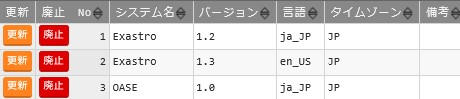 更新 廃止 No システム名 バージョン 言語 タイムゾーン 備考
更新 廃止 1 Exastro 1.2 ja_JP JP
更新 廃止 2 Exastro 1.3 en_US JP
更新 廃止 3 OASE 1.0 ja_JP JP